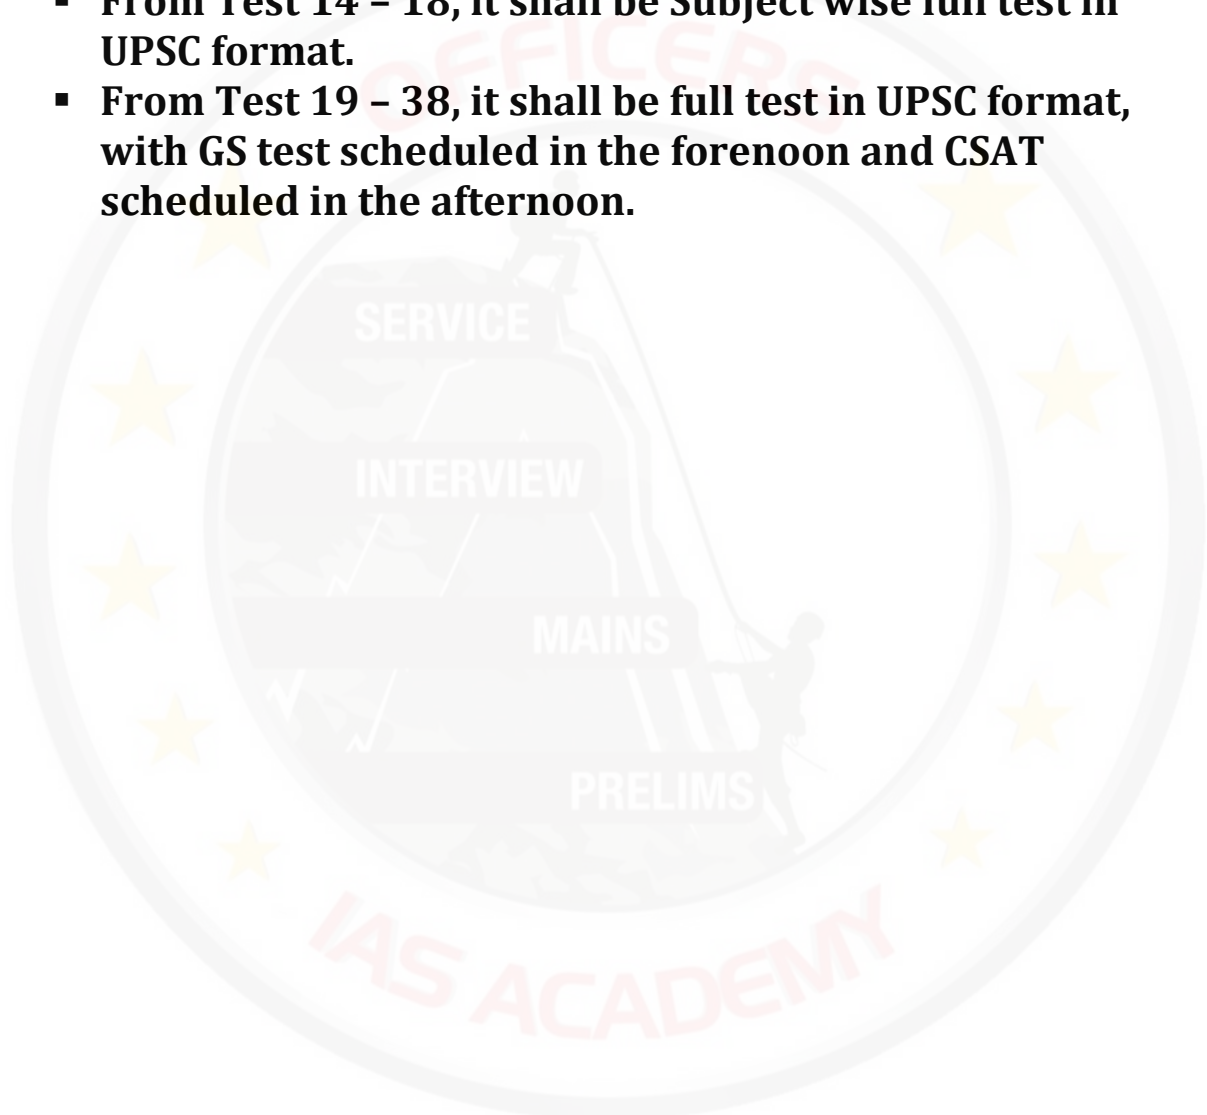 ▪ From Test 14 – 18, it shall be Subject wise full test in
UPSC format.
▪ From Test 19 – 38, it shall be full test in UPSC format,
with GS test scheduled in the forenoon and CSAT
scheduled in the afternoon.
OFFICERS
SERVICE
INTERVIEW
MAINS
PRELIMS
IAS ACADEMY